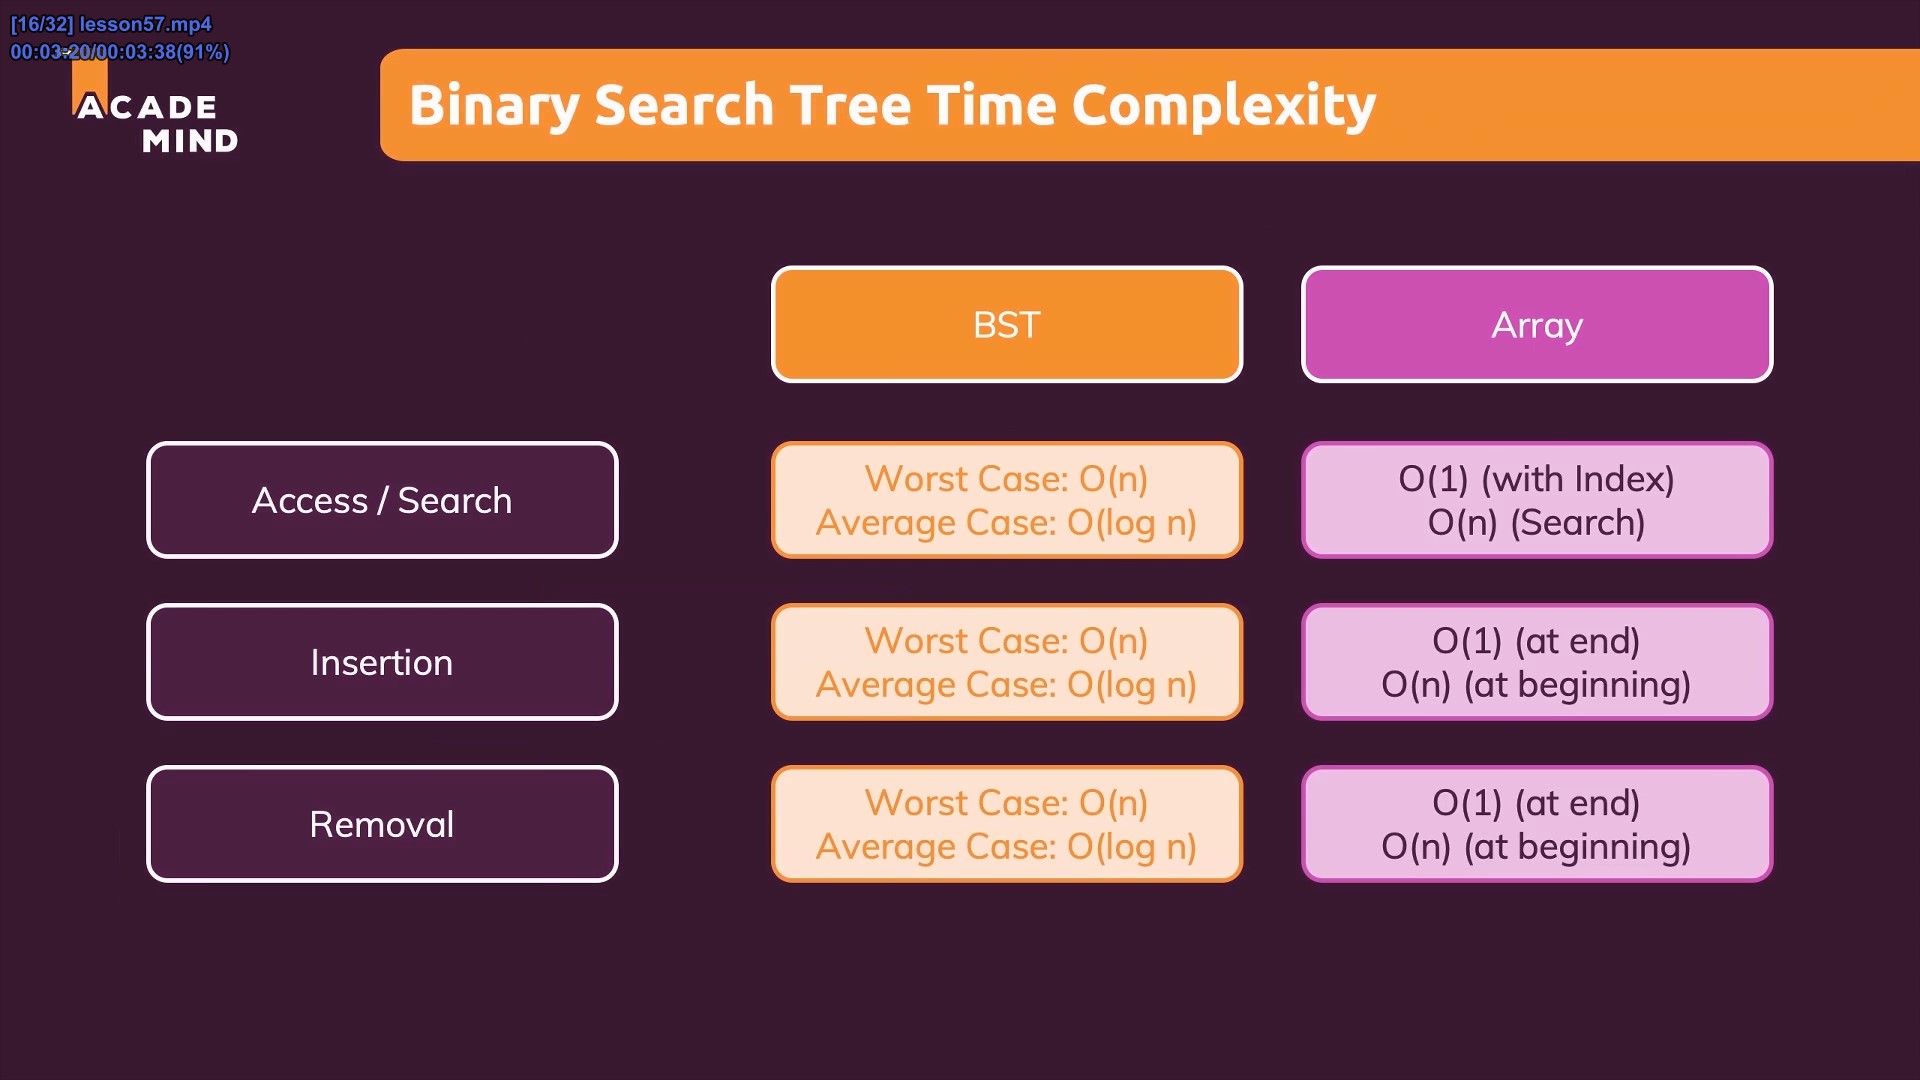 [16/32] lesson57.mp4
00:03:20/00:03:38(91%)
ACADE
MIND
Binary Search Tree Time Complexity
BST
Array
Access / Search
Worst Case: O(n)
Average Case: O(log n)
O(1) (with Index)
O(n) (Search)
Insertion
Worst Case: O(n)
Average Case: O(log n)
O(1) (at end)
O(n) (at beginning)
Removal
Worst Case: O(n)
Average Case: O(log n)
O(1) (at end)
O(n) (at beginning)